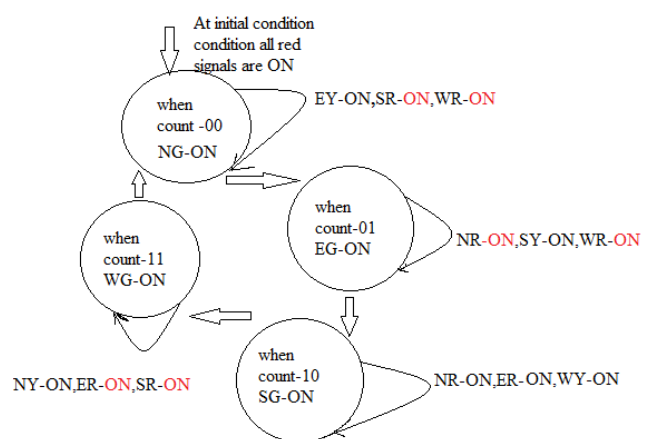 At initial condition
condition all red
signals are ON
when
count -00
NG-ON
EY-ON,SR-ON,WR-ON
when
count-01
EG-ON
NR-ON,SY-ON,WR-ON
when
count-11
WG-ON
NY-ON,ER-ON,SR-ON
when
count-10
SG-ON
NR-ON,ER-ON,WY-ON